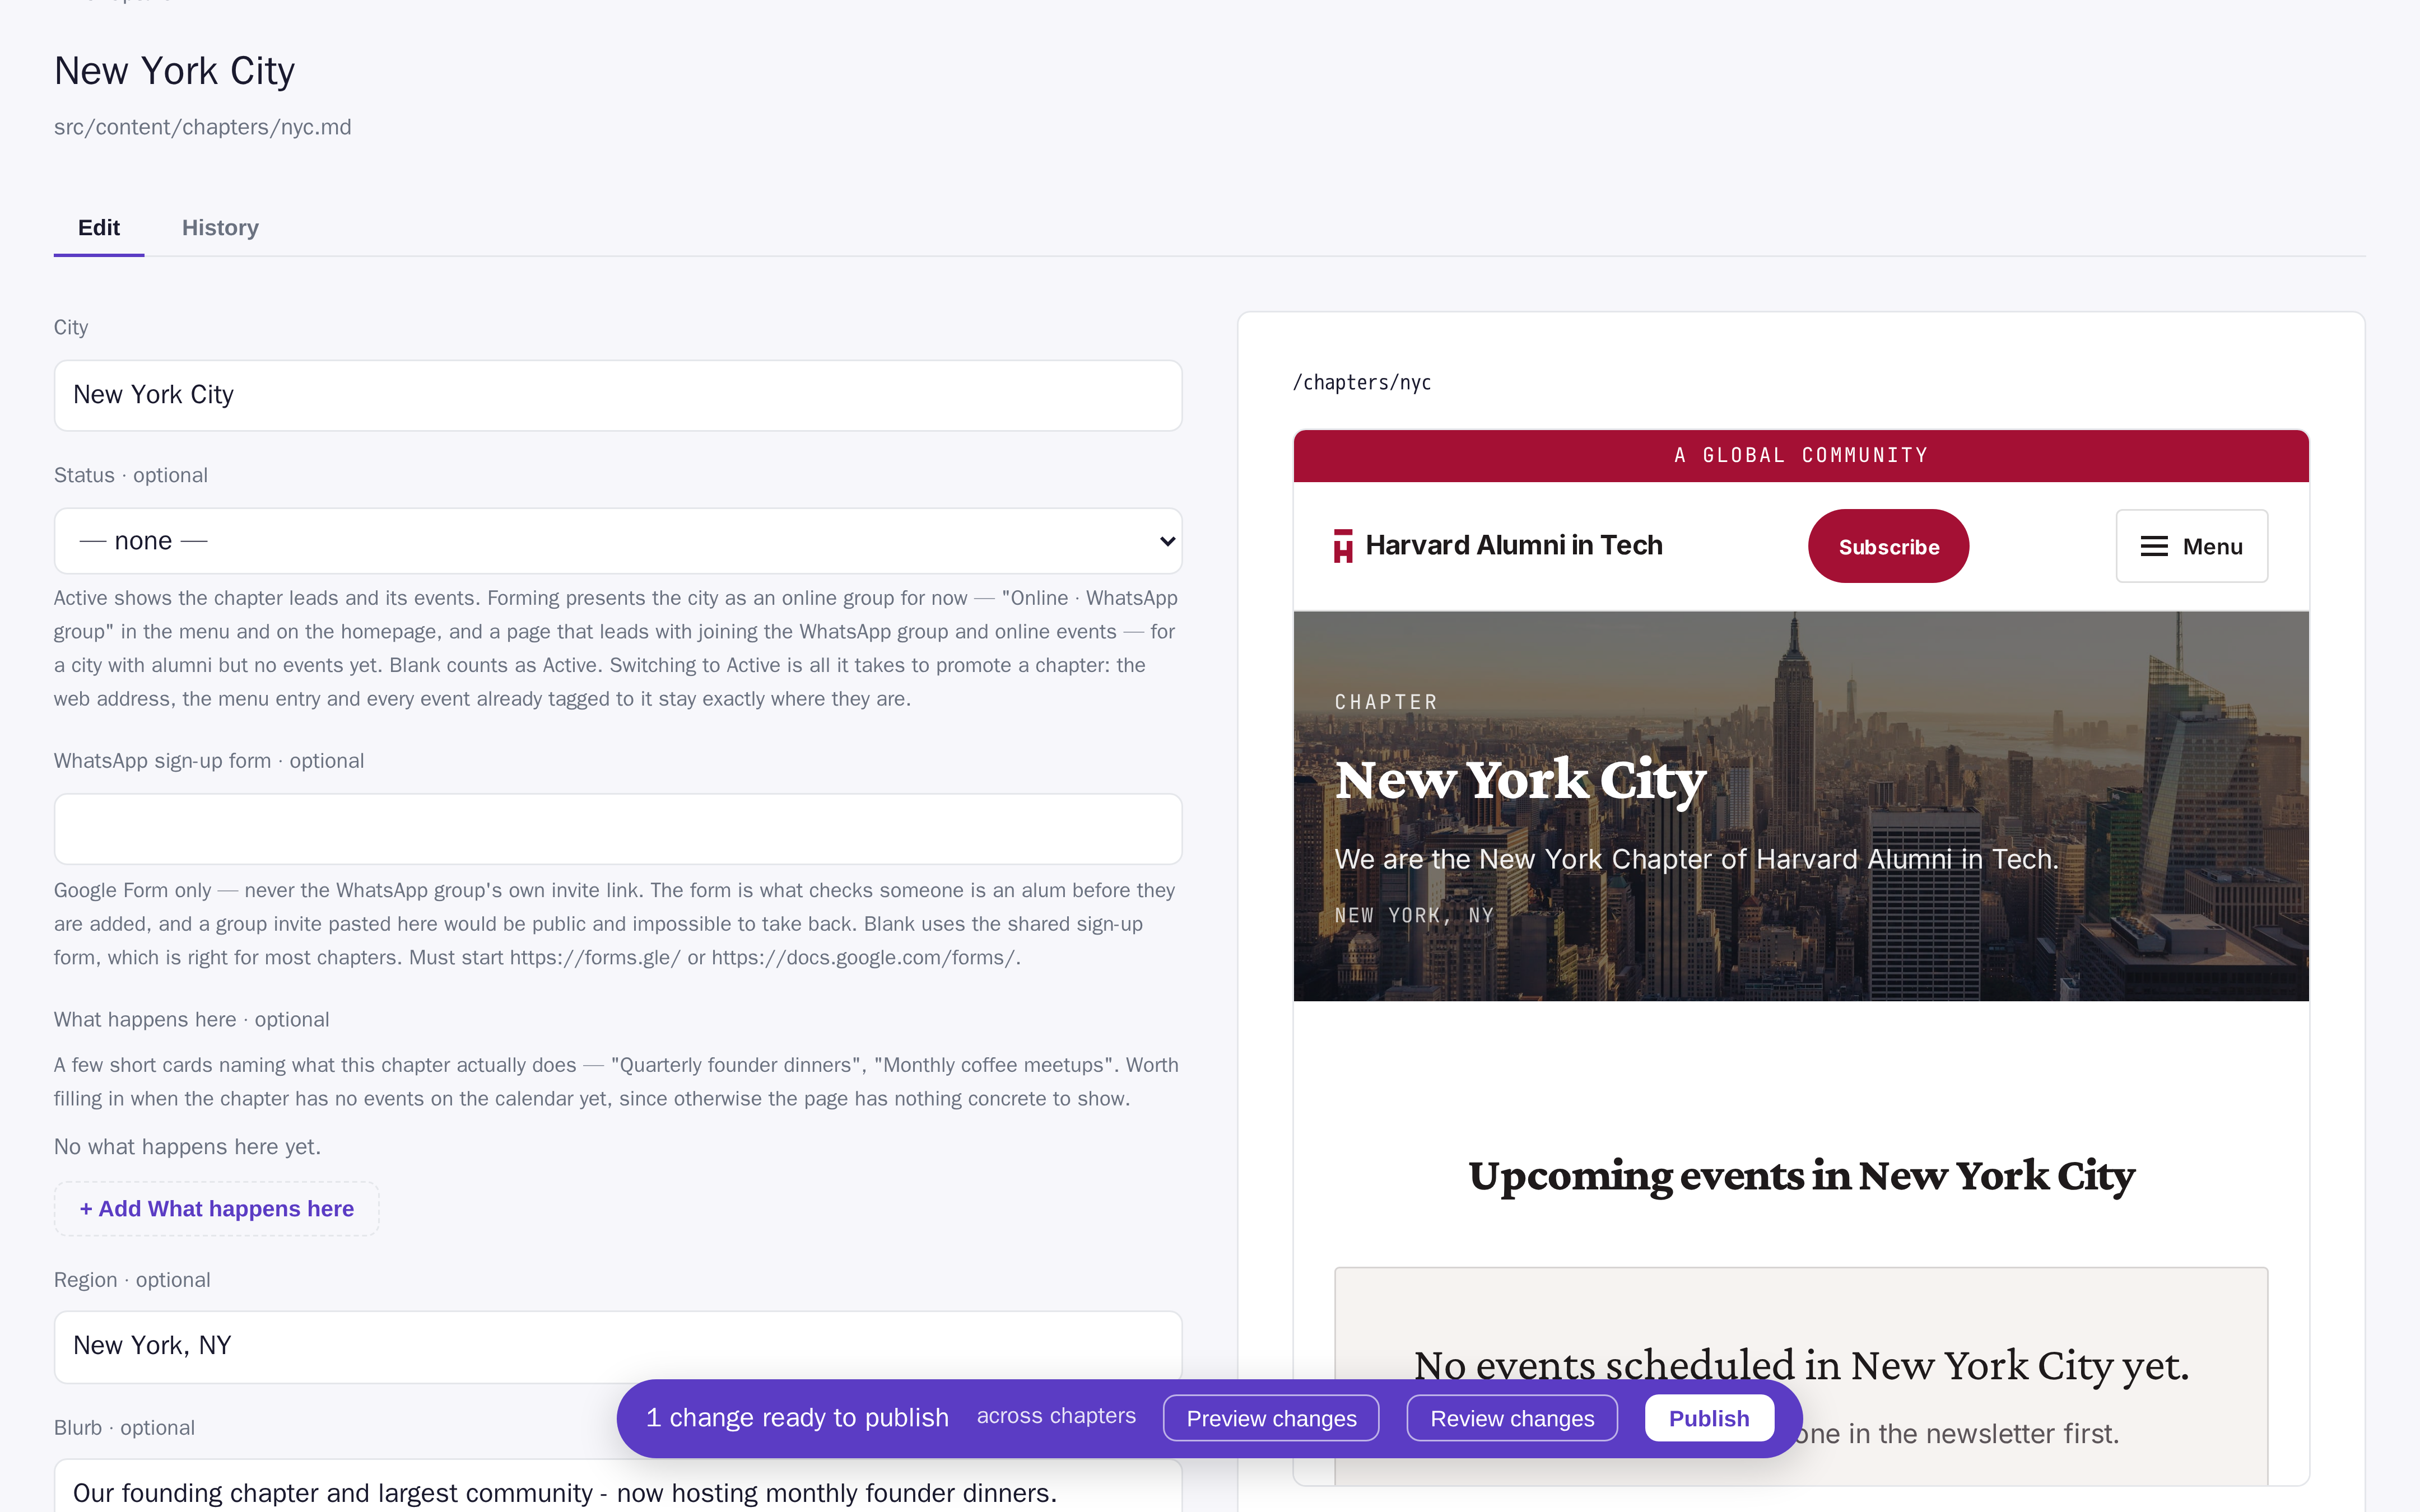 New York City
src/content/chapters/nyc.md
Edit
History
City
New York City
Status · optional
— none —
Active shows the chapter leads and its events. Forming presents the city as an online group for now — "Online · WhatsApp
group" in the menu and on the homepage, and a page that leads with joining the WhatsApp group and online events — for
a city with alumni but no events yet. Blank counts as Active. Switching to Active is all it takes to promote a chapter: the
web address, the menu entry and every event already tagged to it stay exactly where they are.
WhatsApp sign-up form · optional
Google Form only — never the WhatsApp group's own invite link. The form is what checks someone is an alum before they
are added, and a group invite pasted here would be public and impossible to take back. Blank uses the shared sign-up
form, which is right for most chapters. Must start https://forms.gle/ or https://docs.google.com/forms/.
What happens here · optional
A few short cards naming what this chapter actually does — "Quarterly founder dinners", "Monthly coffee meetups". Worth
filling in when the chapter has no events on the calendar yet, since otherwise the page has nothing concrete to show.
No what happens here yet.
+ Add What happens here
Region · optional
New York, NY
Blurb · optional
Our founding chapter and largest community - now hosting monthly founder dinners.
/chapters/nyc
A GLOBAL COMMUNITY
Harvard Alumni in Tech
Subscribe
Menu
CHAPTER
New York City
We are the New York Chapter of Harvard Alumni in Tech.
NEW YORK, NY
Upcoming events in New York City
No events scheduled in New York City yet.
one in the newsletter first.
1 change ready to publish
across chapters
Preview changes
Review changes
Publish